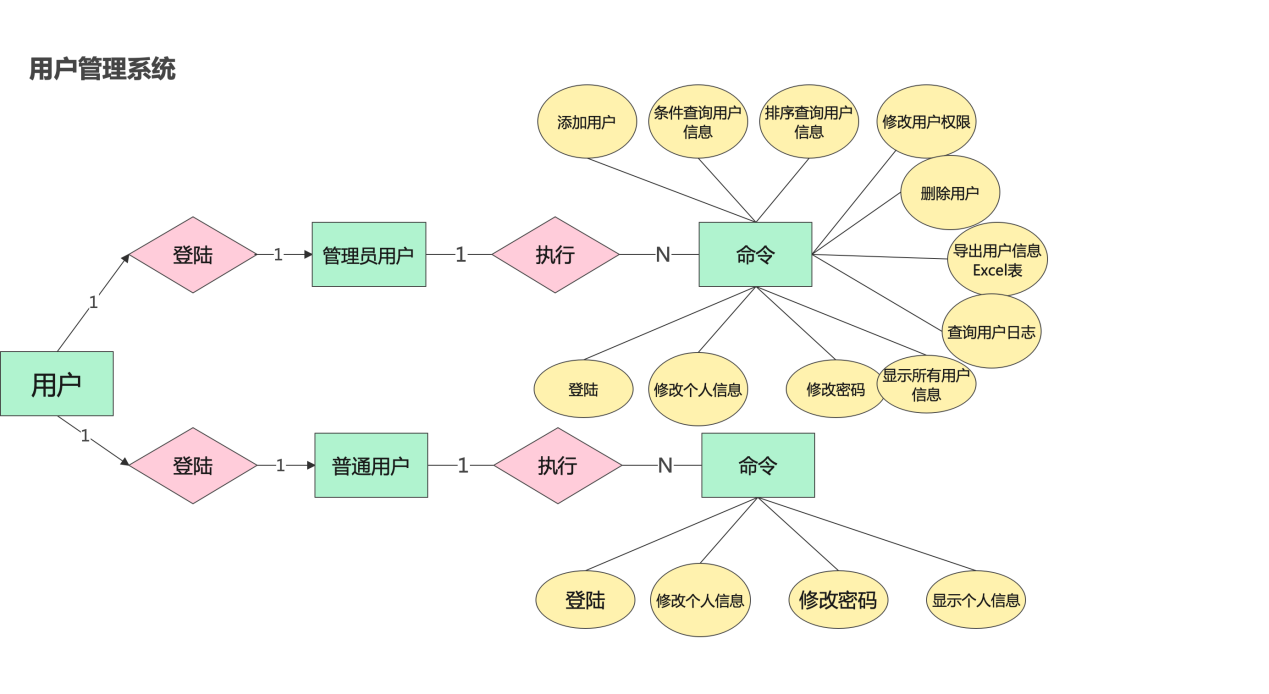 用户管理系统
添加用户
条件查询用户
信息
排序查询用户
信息
修改用户权限
删除用户
登陆
1
管理员用户
1
执行
N
命令
导出用户信息
Excel表
1
查询用户日志
用户
登陆
修改个人信息
修改密码
显示所有用户
信息
1
登陆
1
普通用户
1
执行
N
命令
登陆
修改个人信息
修改密码
显示个人信息